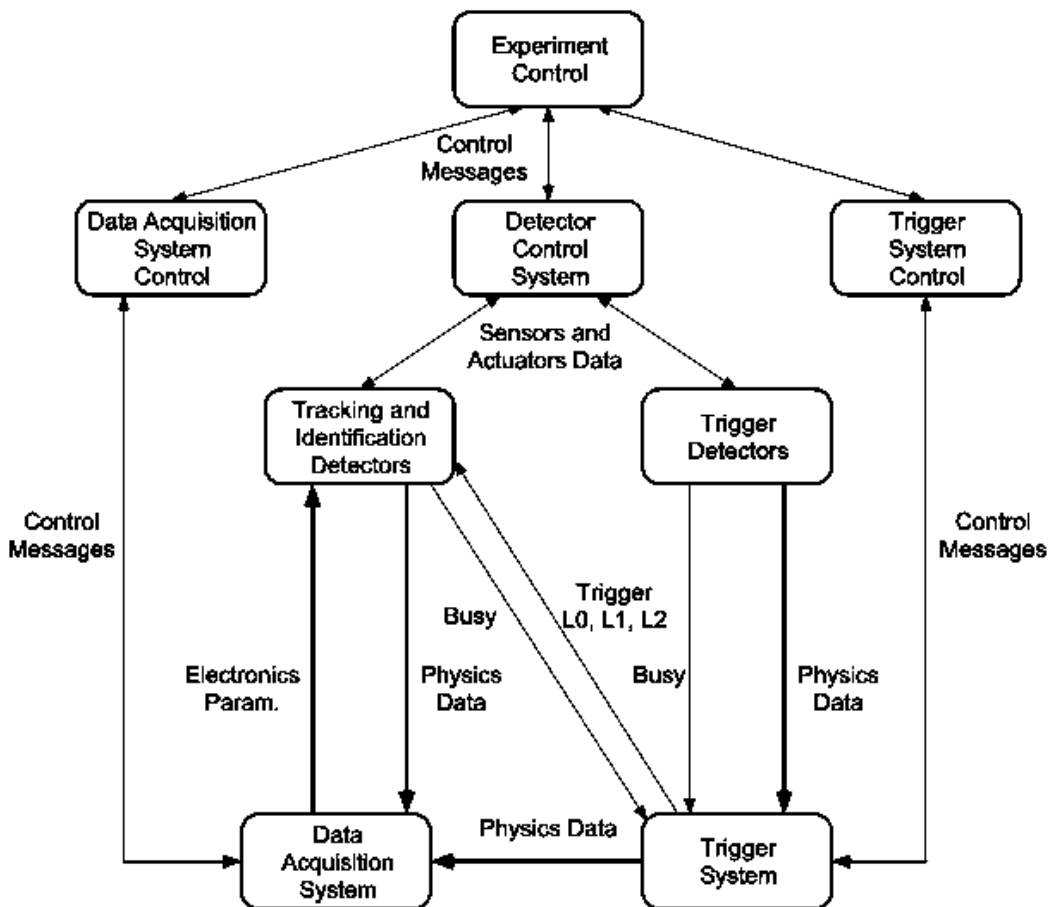 Experiment
Control
Control
Messages
Data Acquisition
System
Control
Detector
Control
System
Trigger
System
Control
Sensors and
Actuators Data
Tracking and
Identification
Detectors
Trigger
Detectors
Control
Messages
Control
Messages
Busy
Trigger
L0, L1, L2
Electronics
Param.
Physics
Data
Busy
Physics
Data
Physics Data
Data
Acquisition
System
Trigger
System